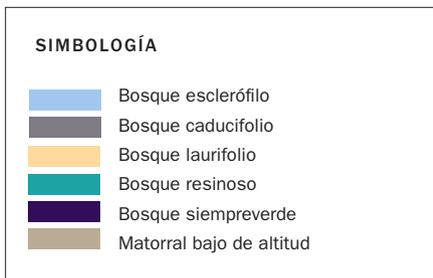 SIMBOLOGÍA
Bosque esclerófilo
Bosque caducifolio
Bosque laurifolio
Bosque resinoso
Bosque siempreverde
Matorral bajo de altitud